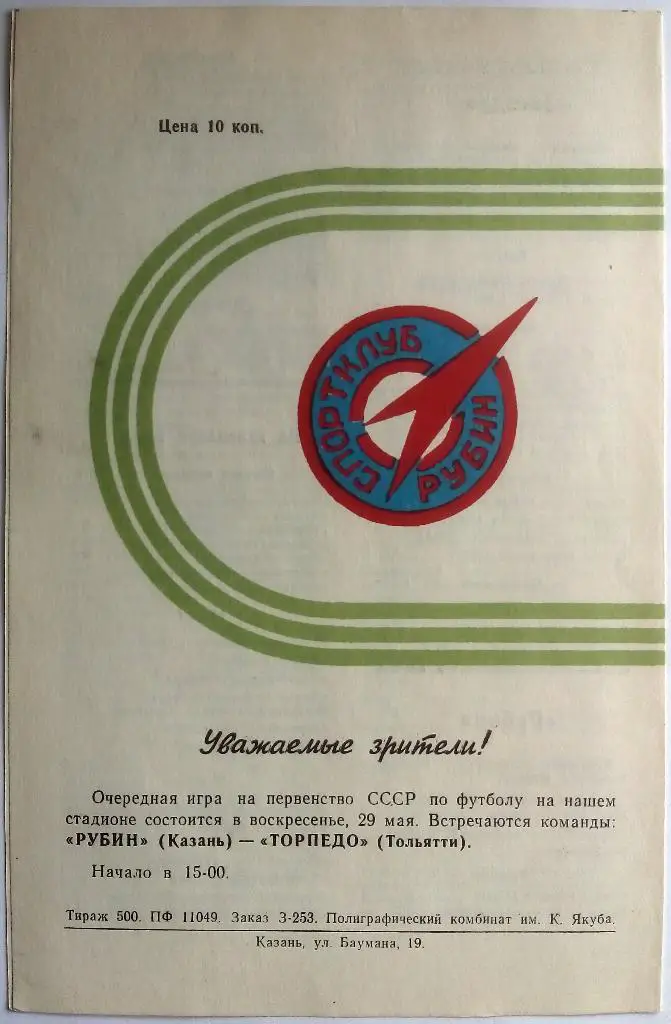 Цена 10 коп.
СПОРТКЛУБ
РУБИН
Уважаемые зрители!
Очередная игра на первенство СССР по футболу на нашем
стадионе состоится в воскресенье, 29 мая. Встречаются команды:
«РУБИН» (Казань) — «ТОРПЕДО» (Тольятти).
Начало в 15-00.
Тираж 500. ПФ 11049. Заказ З-253. Полиграфический комбинат им. К. Якуба.
Казань, ул. Баумана, 19.